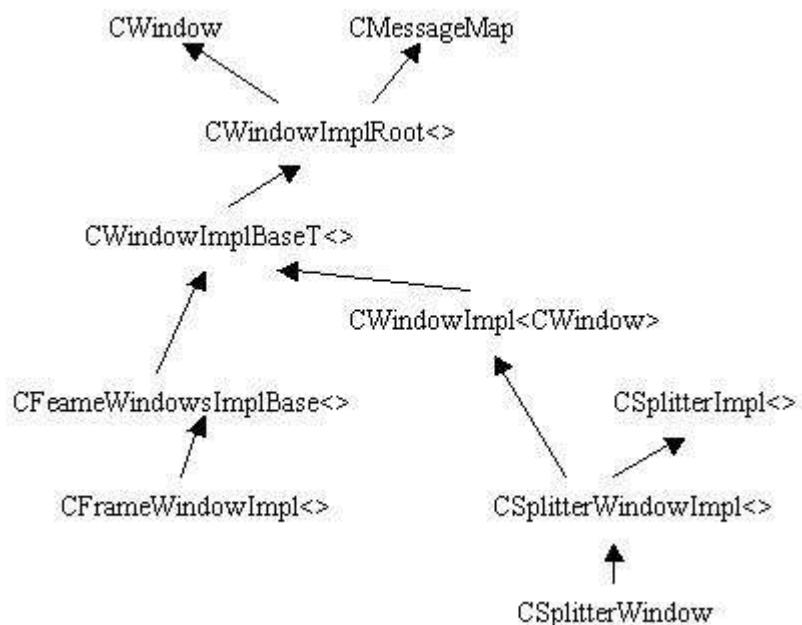 CWindow
CMessageMap
CWindowImplRoot<>
CWindowImplBaseT<>
CWindowImpl<CWindow>
CFeameWindowsImplBase<>
CSplitterImpl<>
CFrameWindowImpl<>
CSplitterWindowImpl<>
CSplitterWindow